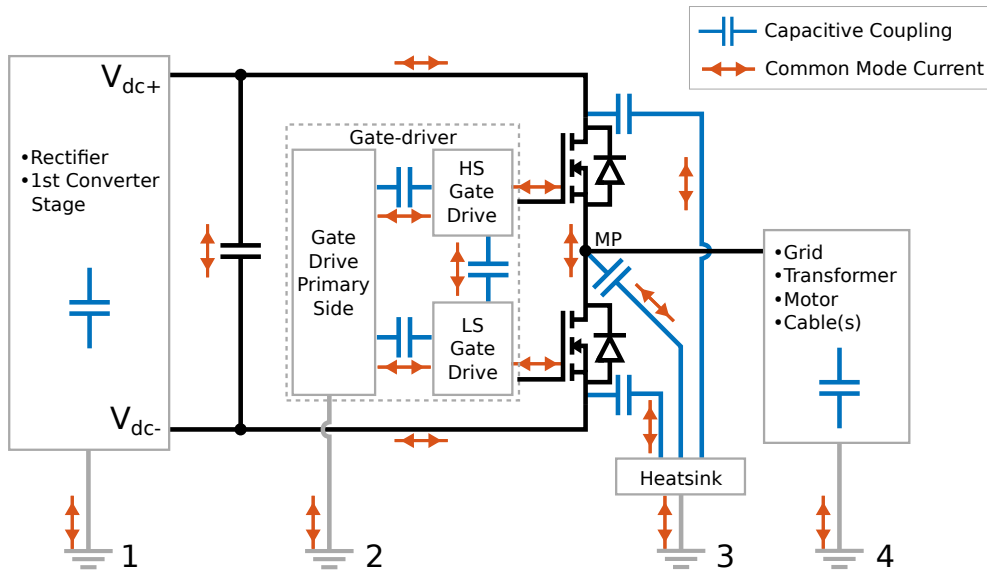 Capacitive Coupling
Common Mode Current
Vdc+
•Rectifier
•1st Converter
Stage
Vdc-
Gate-driver
Gate
Drive
Primary
Side
HS
Gate
Drive
LS
Gate
Drive
MP
•Grid
•Transformer
•Motor
•Cable(s)
Heatsink
1
2
3
4